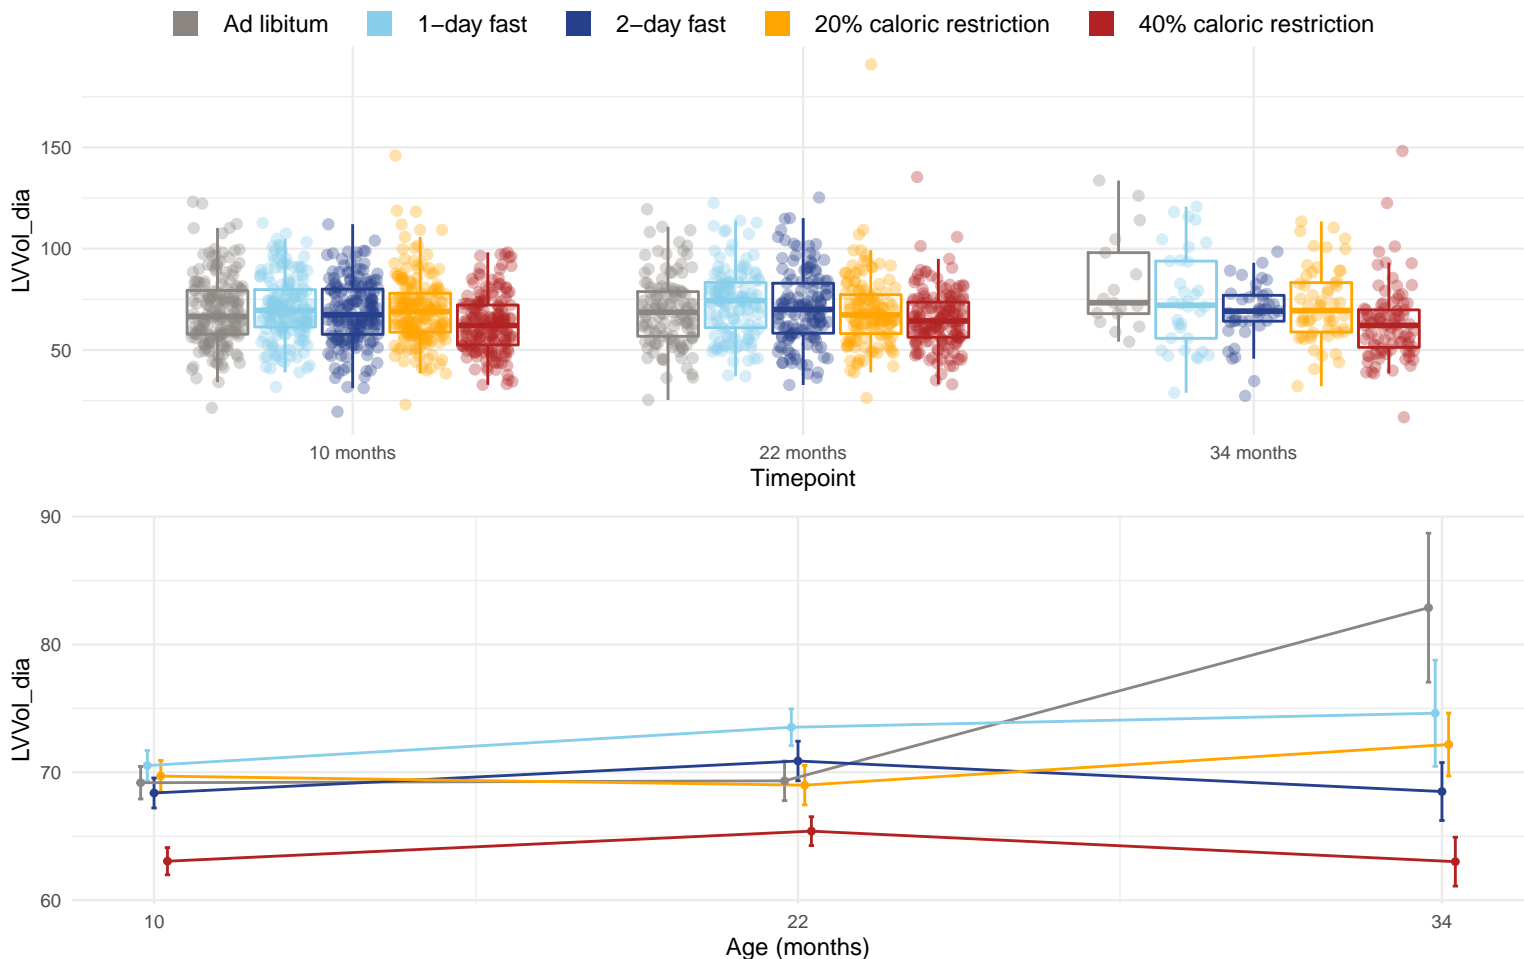 Ad libitum 1−day fast 2−day fast 20% caloric restriction 40% caloric restriction
LVVol_dia
150
100
50
10 months 22 months 34 months
Timepoint
LVVol_dia
90
80
70
60
10 22 34
Age (months)